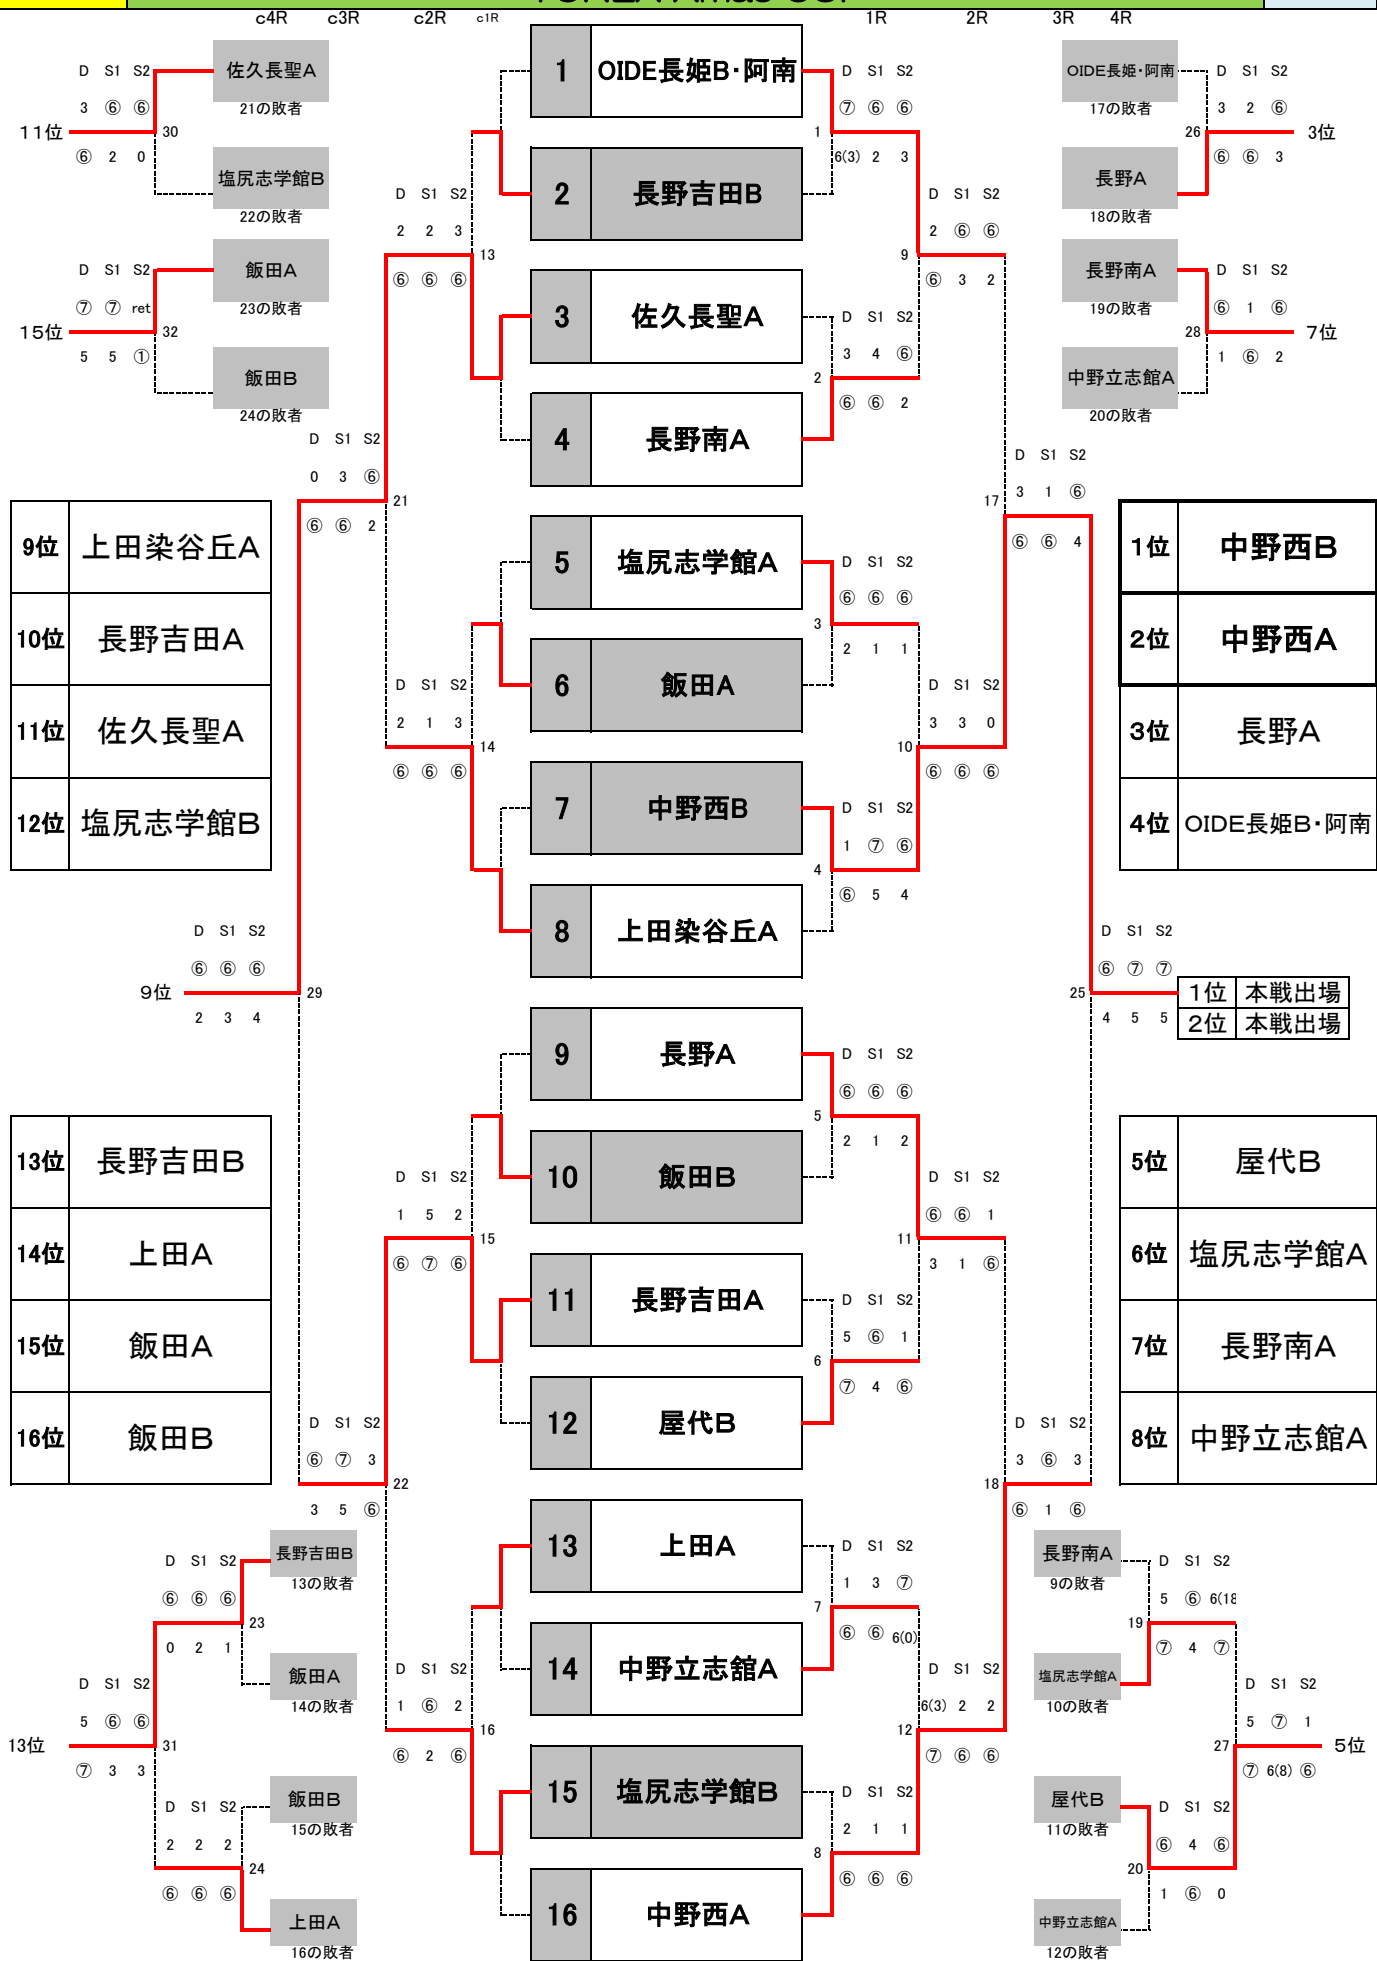 c4R c3R c2R c1R 1R 2R 3R 4R
D S1 S2 佐久長聖A 1 OIDE長姫B・阿南 D S1 S2 OIDE長姫・阿南 D S1 S2
3 ⑥ ⑥ 21の敗者 ⑦ ⑥ ⑥ 17の敗者 3 2 ⑥
11位 30 1 26 3位
⑥ 2 0 6(3) 2 3 ⑥ ⑥ 3
塩尻志学館B 2 長野吉田B 長野A
22の敗者 D S1 S2 D S1 S2 18の敗者
2 2 3 2 ⑥ ⑥
D S1 S2 飯田A 13 9 長野南A D S1 S2
⑥ ⑥ ⑥ ⑥ 3 2
⑦ ⑦ ret 23の敗者 3 佐久長聖A D S1 S2 19の敗者 ⑥ 1 ⑥
15位 32 28 7位
5 5 ① 3 4 ⑥ 1 ⑥ 2
飯田B 2 中野立志館A
24の敗者 ⑥ ⑥ 2 20の敗者
D S1 S2 4 長野南A D S1 S2
0 3 ⑥ 3 1 ⑥
21 17
⑥ ⑥ 2 ⑥ ⑥ 4
9位 上田染谷丘A 5 塩尻志学館A D S1 S2 1位 中野西B
⑥ ⑥ ⑥
3
10位 長野吉田A 2 1 1 2位 中野西A
D S1 S2 6 飯田A D S1 S2
2 1 3 3 3 0
11位 佐久長聖A 14 10 3位 長野A
⑥ ⑥ ⑥ ⑥ ⑥ ⑥
12位 塩尻志学館B 7 中野西B D S1 S2 4位 OIDE長姫B・阿南
1 ⑦ ⑥
4
⑥ 5 4
D S1 S2 8 上田染谷丘A D S1 S2
⑥ ⑥ ⑥ ⑥ ⑦ ⑦
9位 29 25 1位 本戦出場
2 3 4 4 5 5 2位 本戦出場
9 長野A D S1 S2
⑥ ⑥ ⑥
5
2 1 2
13位 長野吉田B D S1 S2 10 飯田B D S1 S2 5位 屋代B
1 5 2 ⑥ ⑥ 1
15 11
14位 上田A ⑥ ⑦ ⑥ 3 1 ⑥ 6位 塩尻志学館A
11 長野吉田A D S1 S2
5 ⑥ 1
15位 飯田A 6 7位 長野南A
⑦ 4 ⑥
16位 飯田B D S1 S2 12 屋代B D S1 S2 8位 中野立志館A
⑥ ⑦ 3 3 ⑥ 3
22 18
3 5 ⑥ ⑥ 1 ⑥
D S1 S2 長野吉田B 13 上田A D S1 S2 長野南A D S1 S2
13の敗者 1 3 ⑦ 9の敗者
⑥ ⑥ ⑥ 5 ⑥ 6(18
23 7 19
0 2 1 ⑥ ⑥ 6(0) ⑦ 4 ⑦
D S1 S2 飯田A D S1 S2 14 中野立志舘A D S1 S2 塩尻志学館A D S1 S2
14の敗者 10の敗者
5 ⑥ ⑥ 1 ⑥ 2 6(3) 2 2 5 ⑦ 1
13位 31 16 12 27 5位
⑦ 3 3 ⑥ 2 ⑥ ⑦ ⑥ ⑥ ⑦ 6(8) ⑥
D S1 S2 飯田B 15 塩尻志学館B D S1 S2 屋代B D S1 S2
15の敗者 11の敗者
2 2 2 2 1 1 ⑥ 4 ⑥
24 8 20
⑥ ⑥ ⑥ ⑥ ⑥ ⑥ 1 ⑥ 0
上田A 16 中野西A 中野立志館A
16の敗者 12の敗者